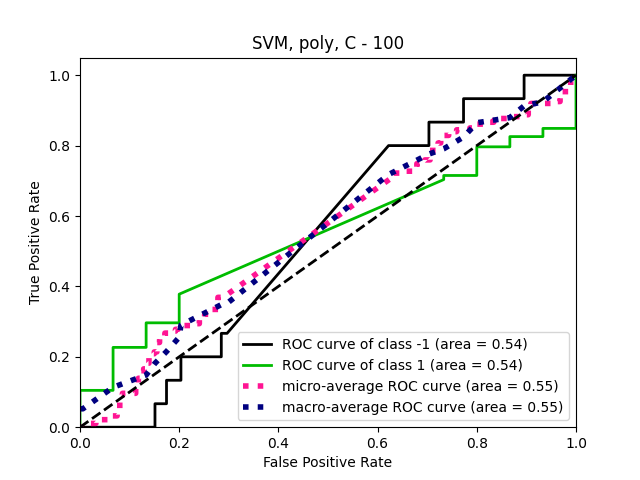 SVM, poly, C - 100
True Positive Rate
1.0
0.8
0.6
0.4
0.2
0.0
ROC curve of class -1 (area = 0.54)
ROC curve of class 1 (area = 0.54)
micro-average ROC curve (area = 0.55)
macro-average ROC curve (area = 0.55)
0.0 0.2 0.4 0.6 0.8 1.0
False Positive Rate